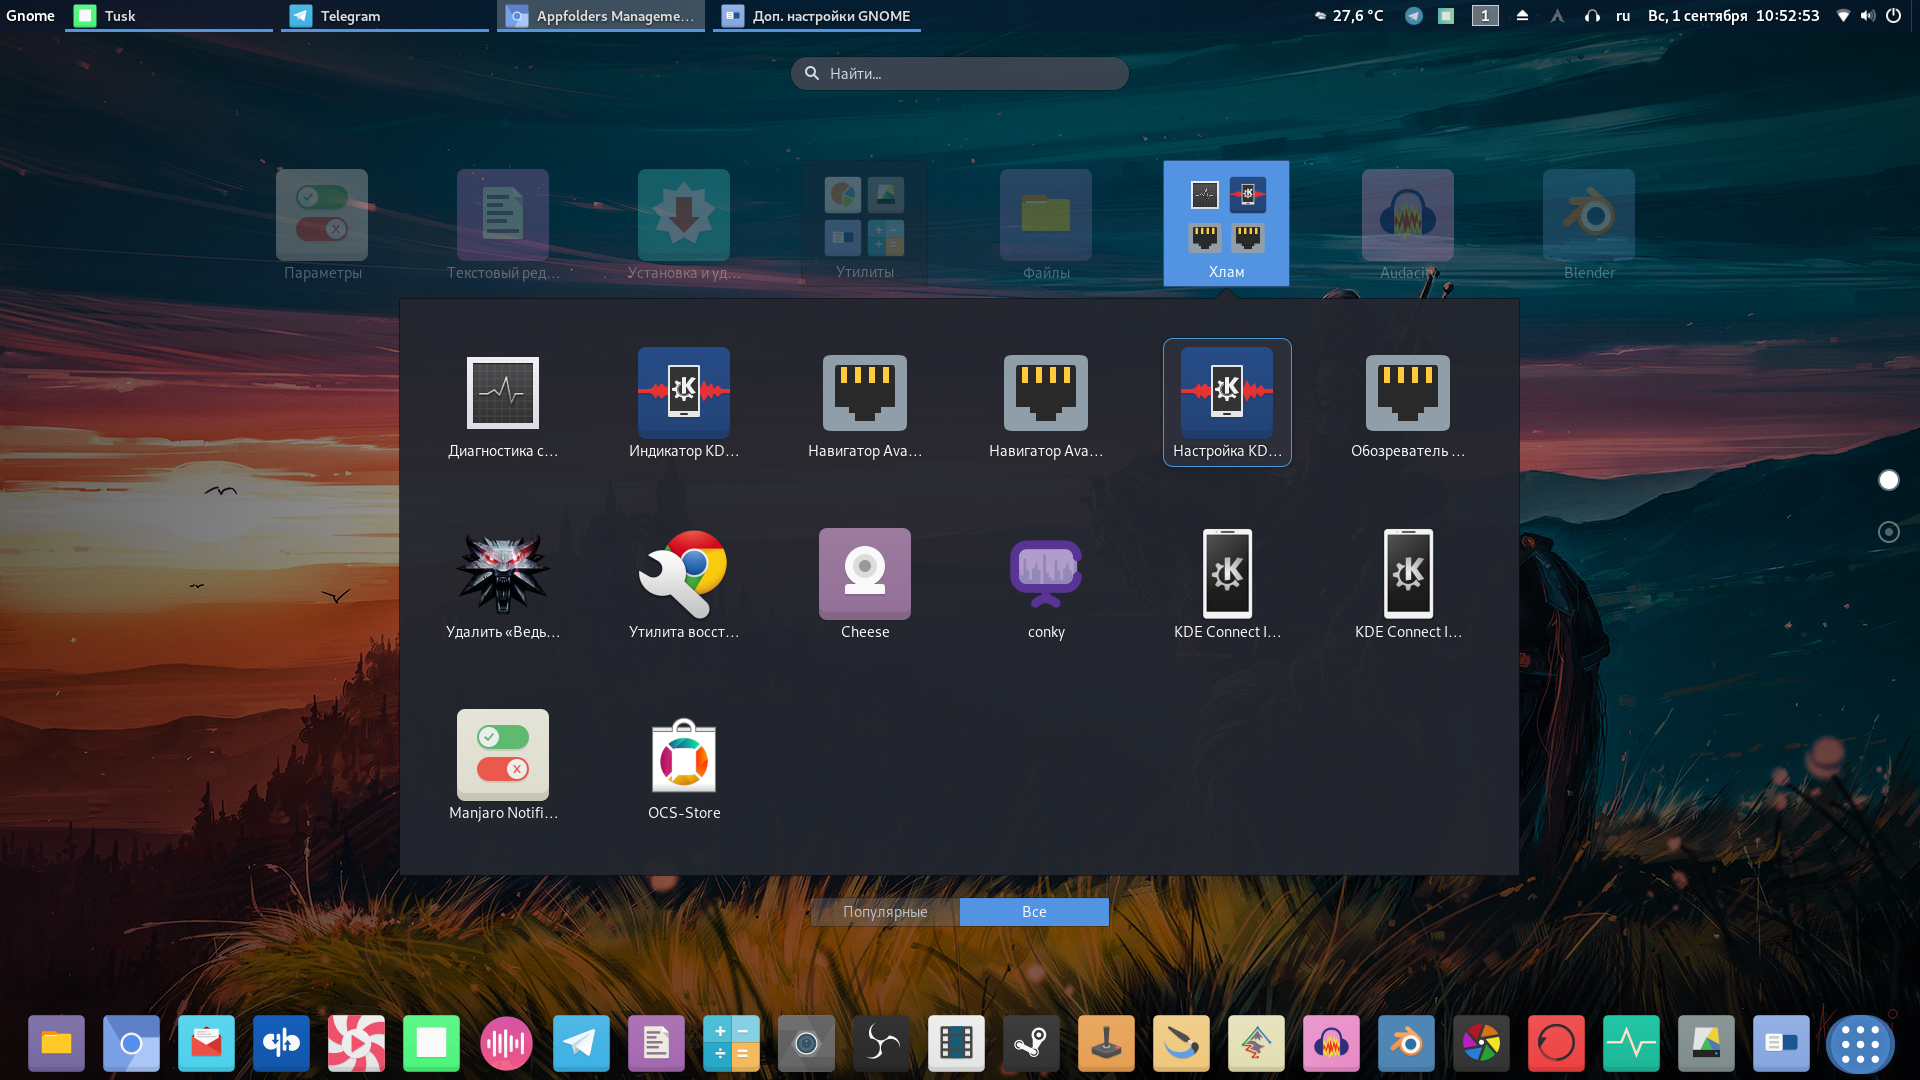 Gnome
Tusk
Telegram
Appfolders Manageme...
Доп. настройки GNOME
27,6 °C
1
ru
Вс, 1 сентября 10:52:53
Найти...
Параметры
Текстовый ред...
Установка и уд...
Утилиты
Файлы
Хлам
Audacity
Blender
Диагностика с...
Индикатор KD...
Навигатор Ava...
Навигатор Ava...
Настройка KD...
Обозреватель ...
Удалить «Ведь...
Утилита восст...
Cheese
conky
KDE Connect I...
KDE Connect I...
Manjaro Notifi...
OCS-Store
Популярные
Все
qb